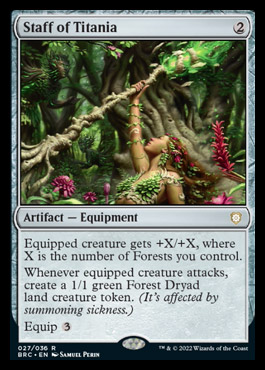 Staff of Titania 2
Artifact — Equipment
Equipped creature gets +X/+X, where
X is the number of Forests you control.
Whenever equipped creature attacks,
create a 1/1 green Forest Dryad
land creature token. (It's affected by
summoning sickness.)
Equip 3
027/036 R
BRC • EN Samuel Perin
™ & © 2022 Wizards of the Coast